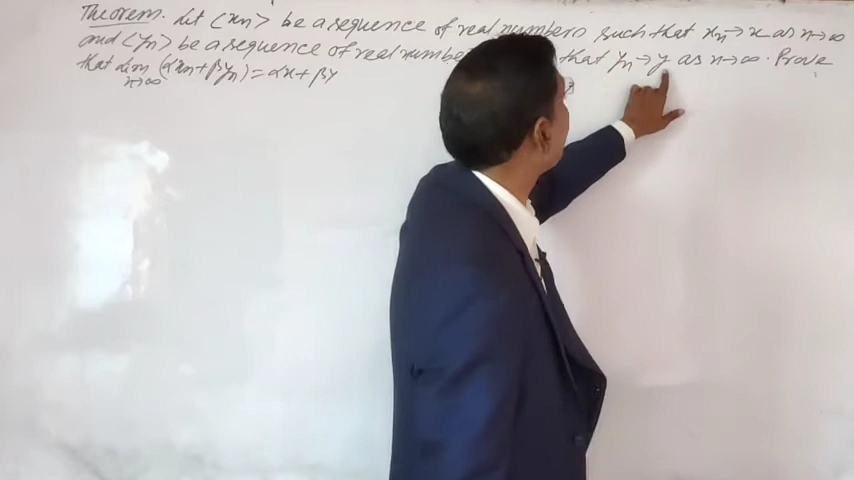 Theorem. Let <xn> be a sequence of real numbers such that xn→x as n→∞
and <yn> be a sequence of real number that yn→y as n→∞. Prove
that lim (αxn+βyn)=αx+βy
n→∞